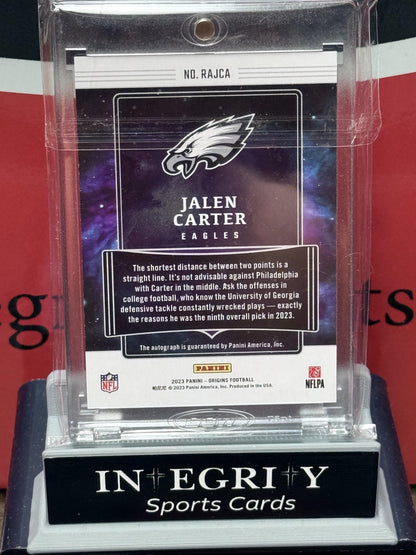 NO. RAJCA
JALEN
CARTER
EAGLES
The shortest distance between two points is a
straight line. It's not advisable against Philadelphia
with Carter in the middle. Ask the offenses in
college football, who know the University of Georgia
defensive tackle constantly wrecked plays — exactly
the reasons he was the ninth overall pick in 2023.
The autograph is guaranteed by Panini America, Inc.
PANINI
NFL
2023 PANINI – ORIGINS FOOTBALL
帕尼尼 © 2023 Panini America, Inc. Produced in the USA.
NFLPA
INTEGRITY
Sports Cards